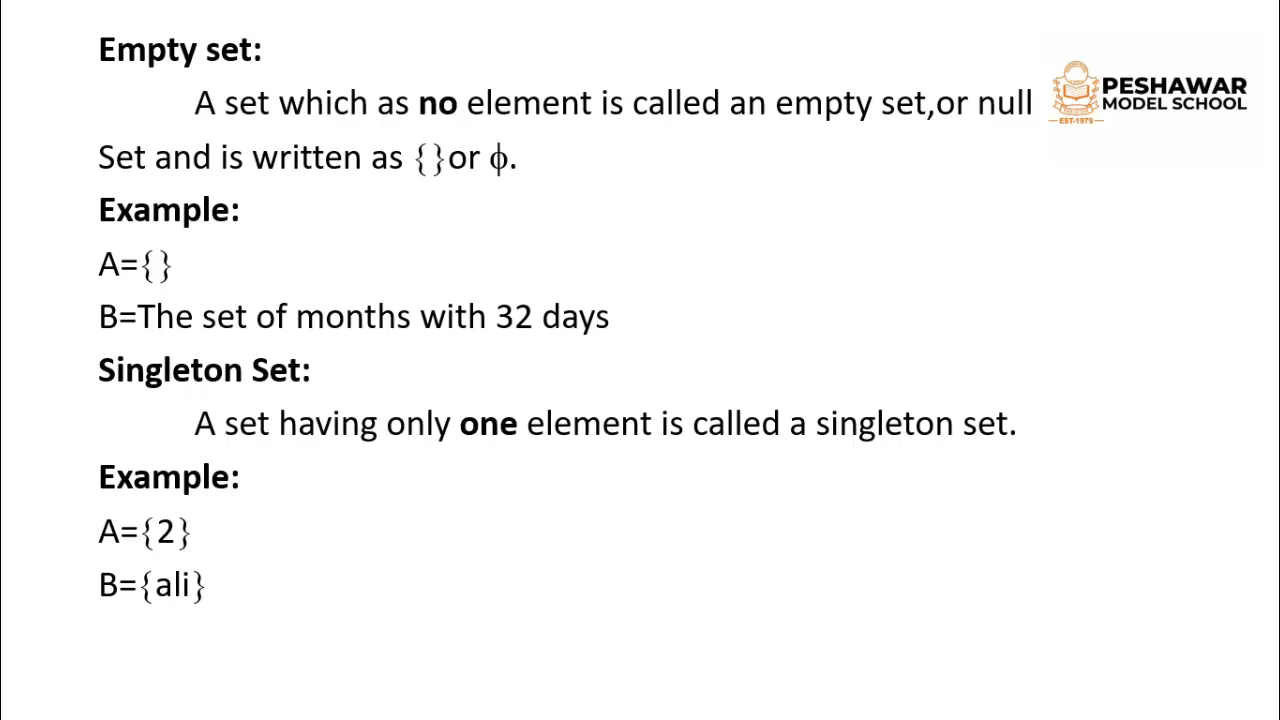 Empty set:
A set which as no element is called an empty set,or null
Set and is written as {}or ϕ.
Example:
A={}
B=The set of months with 32 days
Singleton Set:
A set having only one element is called a singleton set.
Example:
A={2}
B={ali}
PESHAWAR
MODEL SCHOOL
EST-1979